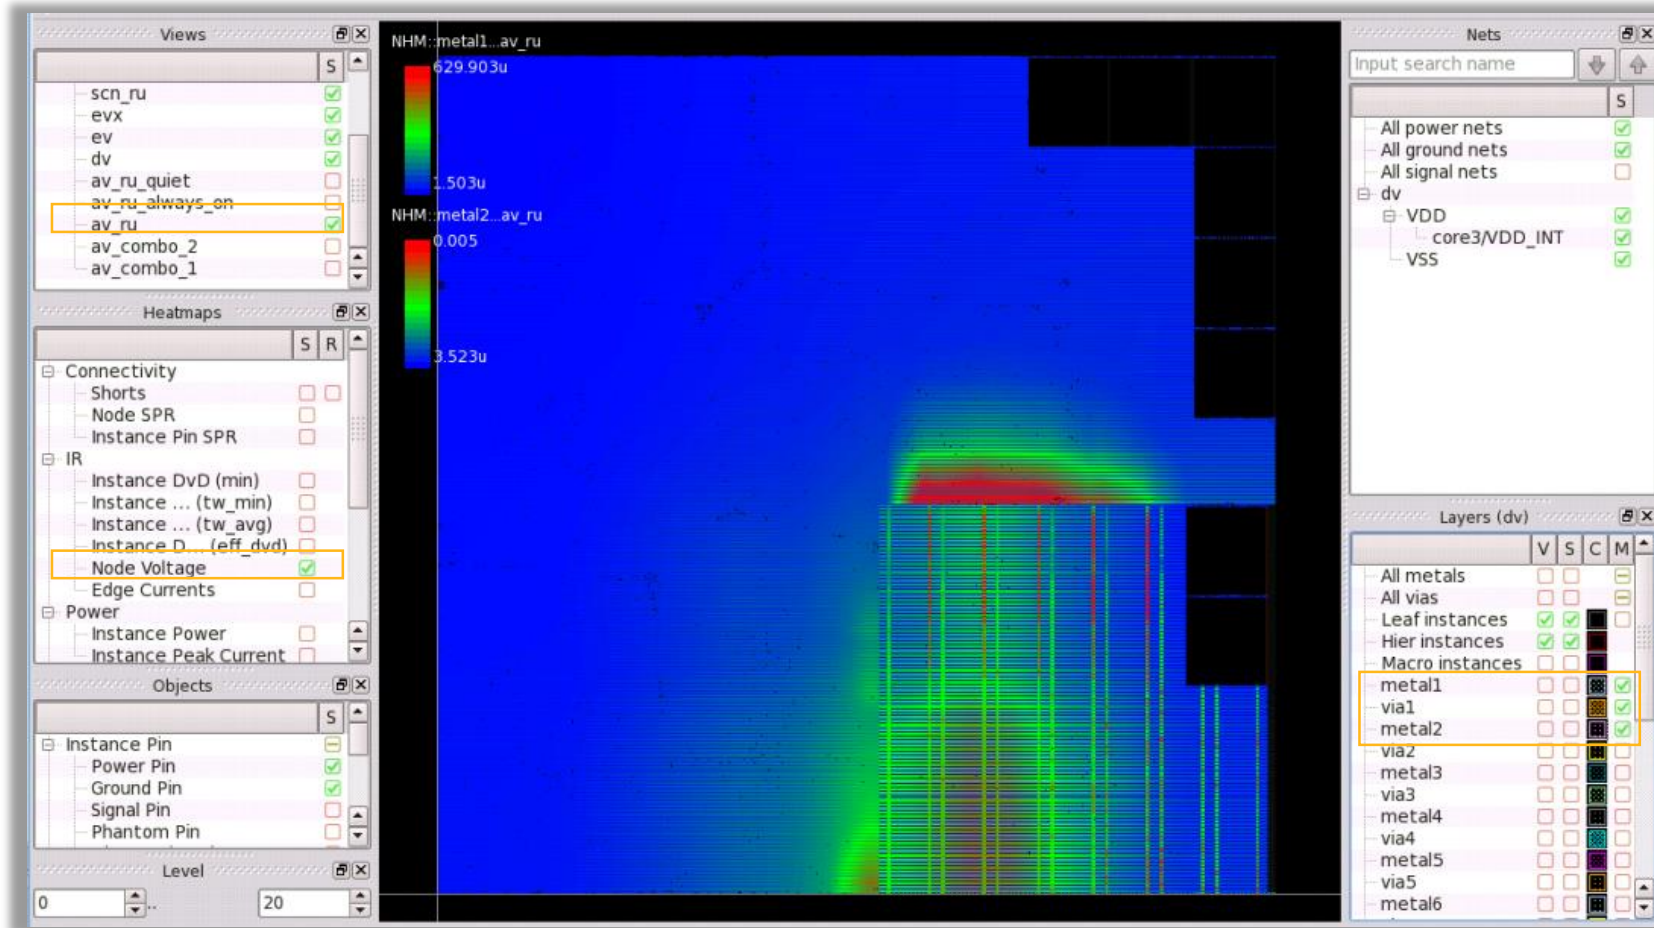 Views
S
scn_ru
evx
ev
dv
av_ru_quiet
av_ru_always_on
av_ru
av_combo_2
av_combo_1
Heatmaps
S R
Connectivity
Shorts
Node SPR
Instance Pin SPR
IR
Instance DvD (min)
Instance ... (tw_min)
Instance ... (tw_avg)
Instance D... (eff_dvd)
Node Voltage
Edge Currents
Power
Instance Power
Instance Peak Current
Objects
S
Instance Pin
Power Pin
Ground Pin
Signal Pin
Phantom Pin
Level
0 .. 20
NHM::metal1...av_ru
629.903u
1.503u
NHM::metal2...av_ru
0.005
3.523u
Nets
Input search name
S
All power nets
All ground nets
All signal nets
dv
VDD
core3/VDD_INT
VSS
Layers (dv)
V S C M
All metals
All vias
Leaf instances
Hier instances
Macro instances
metal1
via1
metal2
via2
metal3
via3
metal4
via4
metal5
via5
metal6